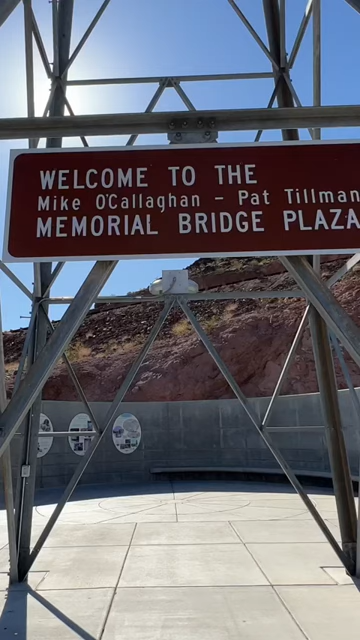 WELCOME TO THE
Mike O'Callaghan - Pat Tillman
MEMORIAL BRIDGE PLAZA